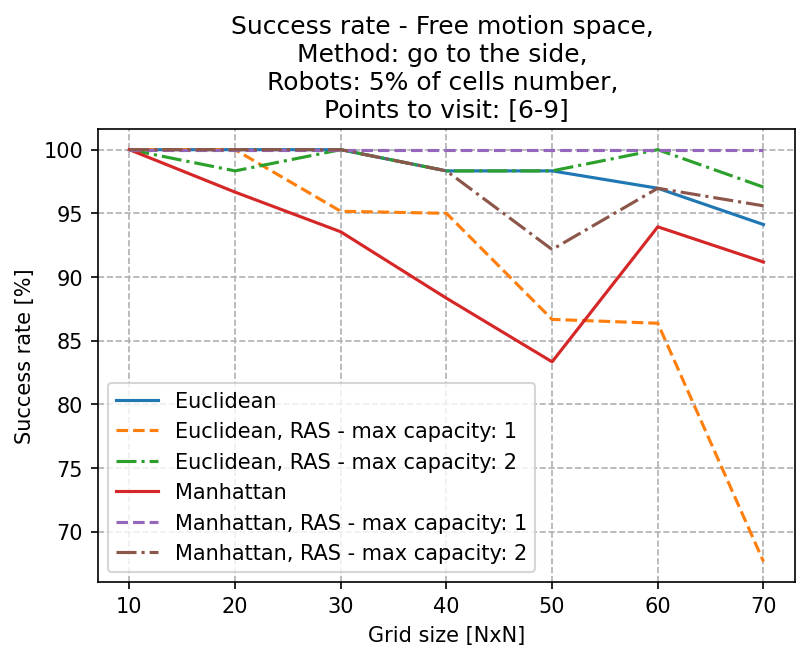 Success rate - Free motion space,
Method: go to the side,
Robots: 5% of cells number,
Points to visit: [6-9]
100
95
90
85
80
75
70
Success rate [%]
Euclidean
Euclidean, RAS - max capacity: 1
Euclidean, RAS - max capacity: 2
Manhattan
Manhattan, RAS - max capacity: 1
Manhattan, RAS - max capacity: 2
10 20 30 40 50 60 70
Grid size [NxN]